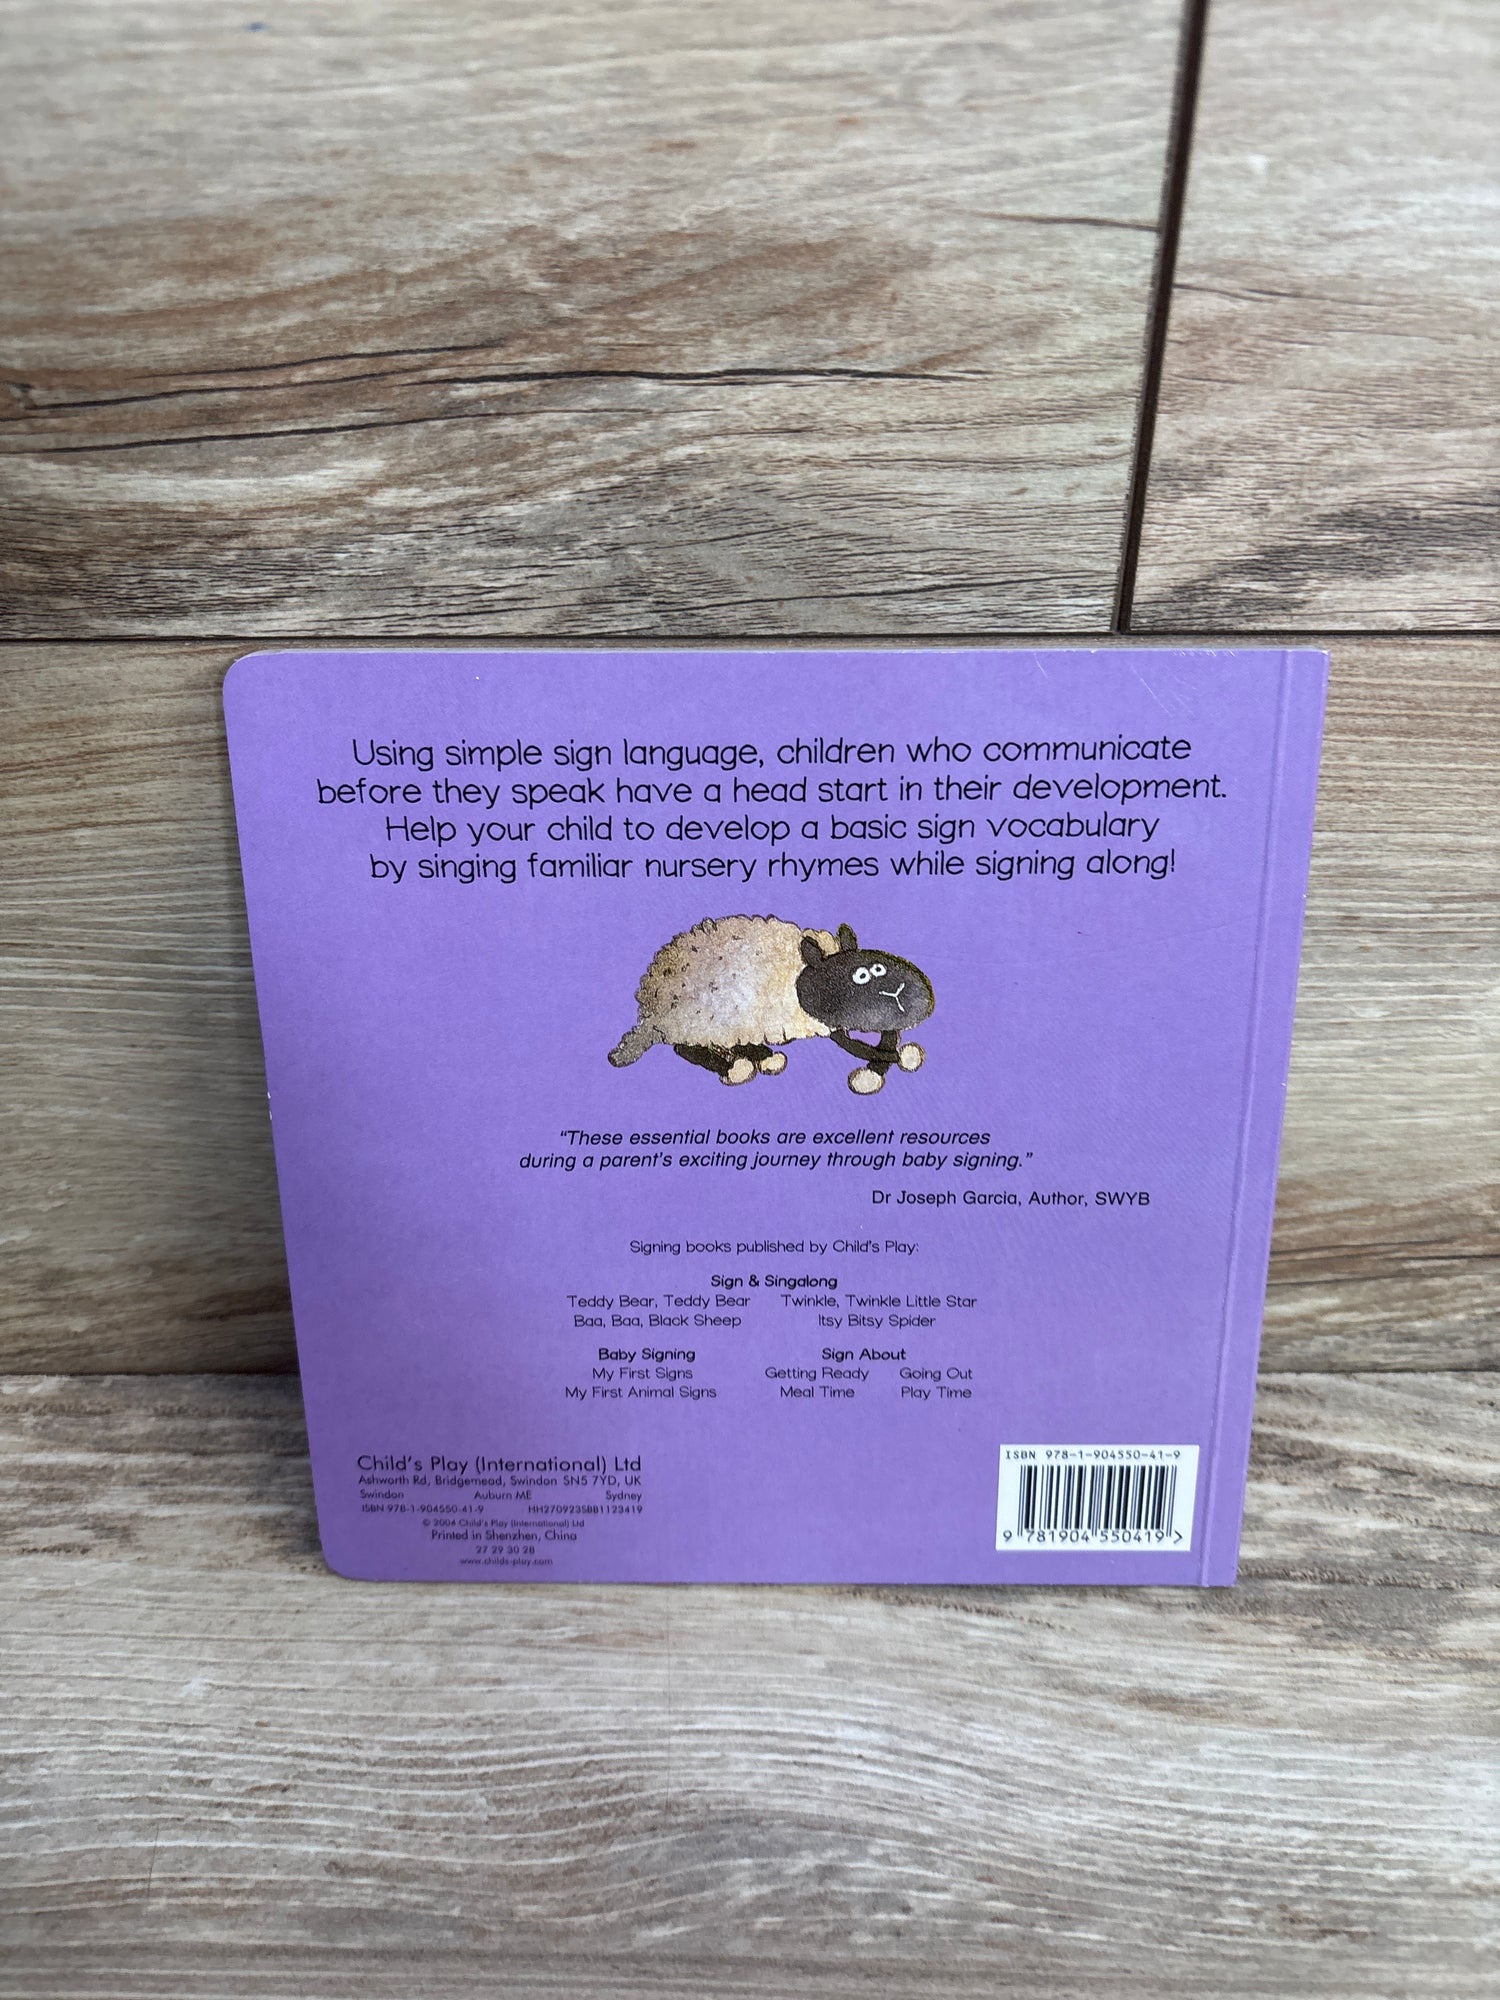 Using simple sign language, children who communicate
before they speak have a head start in their development.
Help your child to develop a basic sign vocabulary
by singing familiar nursery rhymes while signing along!
"These essential books are excellent resources
during a parent's exciting journey through baby signing."
Dr Joseph Garcia, Author, SWYB
Signing books published by Child's Play:
Sign & Singalong
Teddy Bear, Teddy Bear Twinkle, Twinkle Little Star
Baa, Baa, Black Sheep Itsy Bitsy Spider
Baby Signing Sign About
My First Signs Getting Ready Going Out
My First Animal Signs Meal Time Play Time
Child's Play (International) Ltd
Ashworth Rd, Bridgemead, Swindon SN5 7YD, UK
Swindon Auburn ME Sydney
ISBN 978-1-904550-41-9 HH270923SBB1123419
© 2004 Child's Play (International) Ltd
Printed in Shenzhen, China
27 29 30 28
www.childs-play.com
ISBN 978-1-904550-41-9
9 781904 550419 >